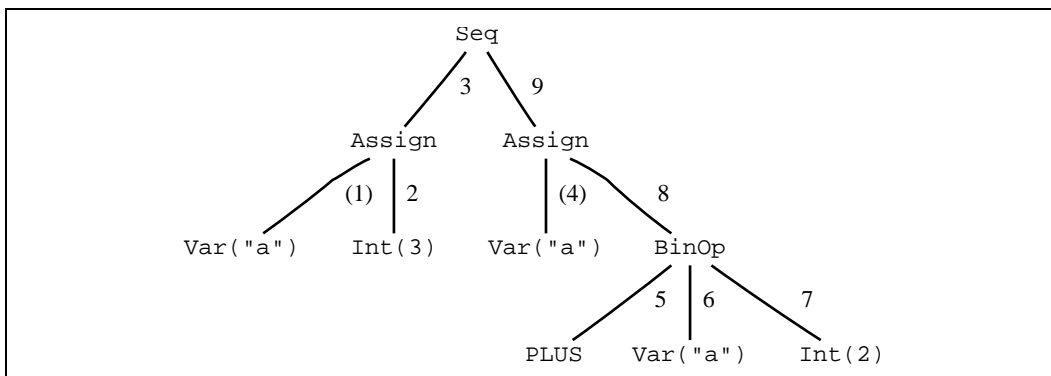 Seq
3 9
Assign Assign
(1) 2 (4) 8
Var("a") Int(3) Var("a") BinOp
5 6 7
PLUS Var("a") Int(2)